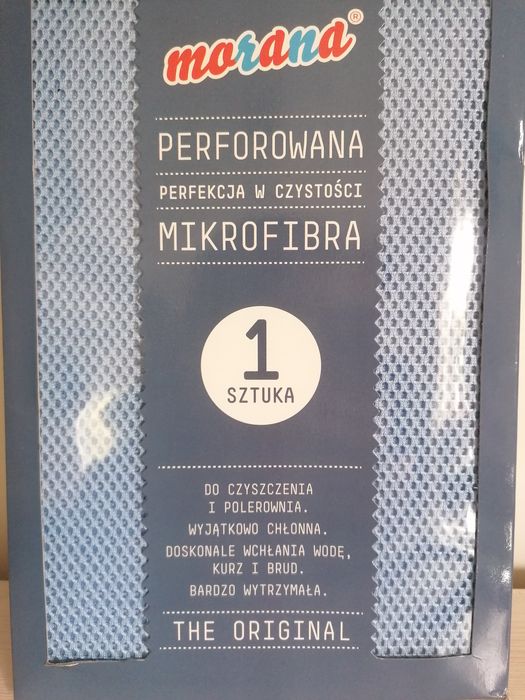 morana®
PERFOROWANA
PERFEKCJA W CZYSTOŚCI
MIKROFIBRA
1
SZTUKA
DO CZYSZCZENIA
I POLEROWNIA.
WYJĄTKOWO CHŁONNA.
DOSKONALE WCHŁANIA WODĘ,
KURZ I BRUD.
BARDZO WYTRZYMAŁA.
THE ORIGINAL